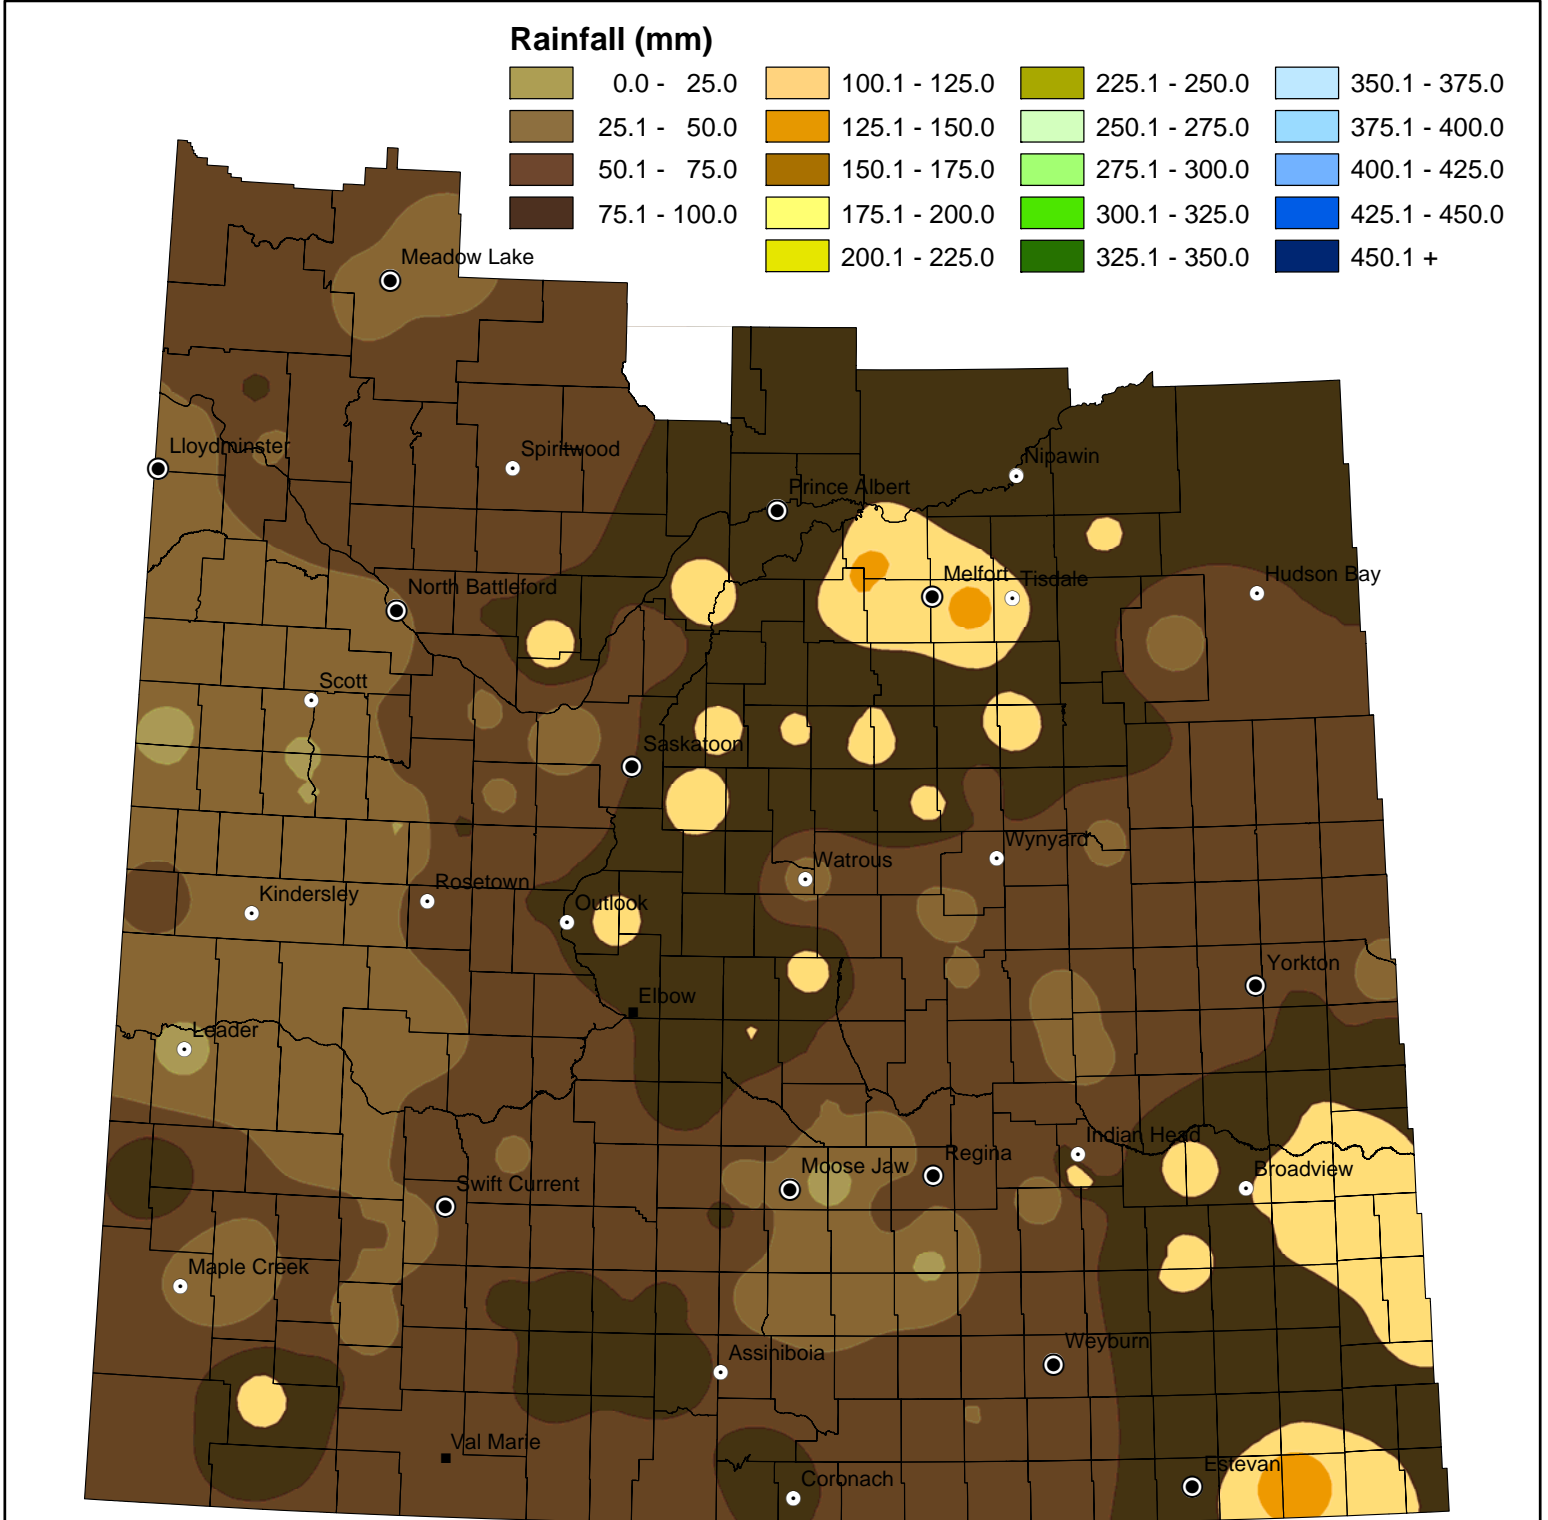 Rainfall (mm)
0.0 - 25.0
25.1 - 50.0
50.1 - 75.0
75.1 - 100.0
100.1 - 125.0
125.1 - 150.0
150.1 - 175.0
175.1 - 200.0
200.1 - 225.0
225.1 - 250.0
250.1 - 275.0
275.1 - 300.0
300.1 - 325.0
325.1 - 350.0
350.1 - 375.0
375.1 - 400.0
400.1 - 425.0
425.1 - 450.0
450.1 +
Meadow Lake
Lloydminster
Spiritwood
Nipawin
Prince Albert
North Battleford
Melfort
Tisdale
Hudson Bay
Scott
Saskatoon
Wynyard
Watrous
Kindersley
Rosetown
Outlook
Yorkton
Elbow
Leader
Indian Head
Regina
Moose Jaw
Broadview
Swift Current
Maple Creek
Weyburn
Assiniboia
Val Marie
Estevan
Coronach